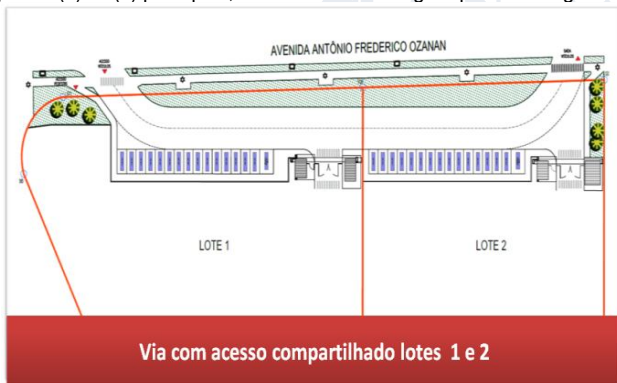 AVENIDA ANTÔNIO FREDERICO OZANAN
LOTE 1
LOTE 2
Via com acesso compartilhado lotes 1 e 2